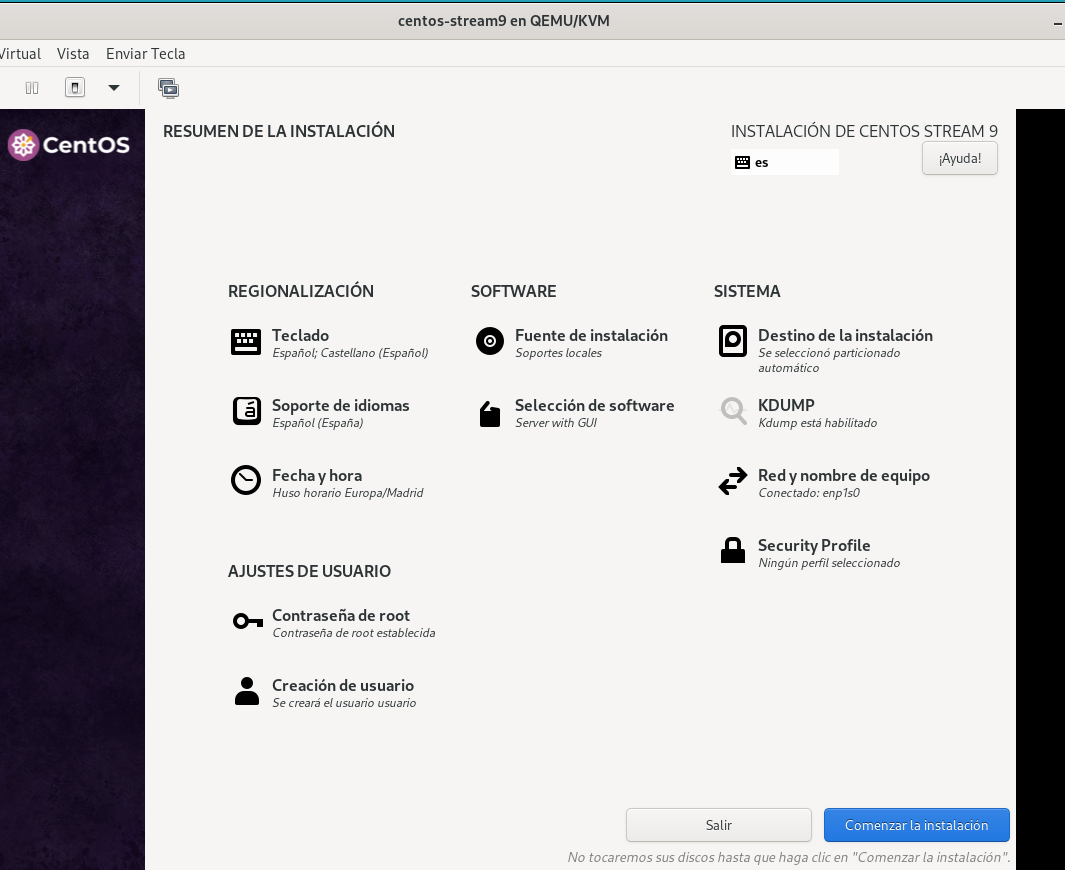 centos-stream9 en QEMU/KVM
Virtual Vista Enviar Tecla
CentOS
RESUMEN DE LA INSTALACIÓN
INSTALACIÓN DE CENTOS STREAM 9
es
¡Ayuda!
REGIONALIZACIÓN
Teclado
Español; Castellano (Español)
Soporte de idiomas
Español (España)
Fecha y hora
Huso horario Europa/Madrid
SOFTWARE
Fuente de instalación
Soportes locales
Selección de software
Server with GUI
SISTEMA
Destino de la instalación
Se seleccionó particionado
automático
KDUMP
Kdump está habilitado
Red y nombre de equipo
Conectado: enp1s0
Security Profile
Ningún perfil seleccionado
AJUSTES DE USUARIO
Contraseña de root
Contraseña de root establecida
Creación de usuario
Se creará el usuario usuario
Salir
Comenzar la instalación
No tocaremos sus discos hasta que haga clic en "Comenzar la instalación".